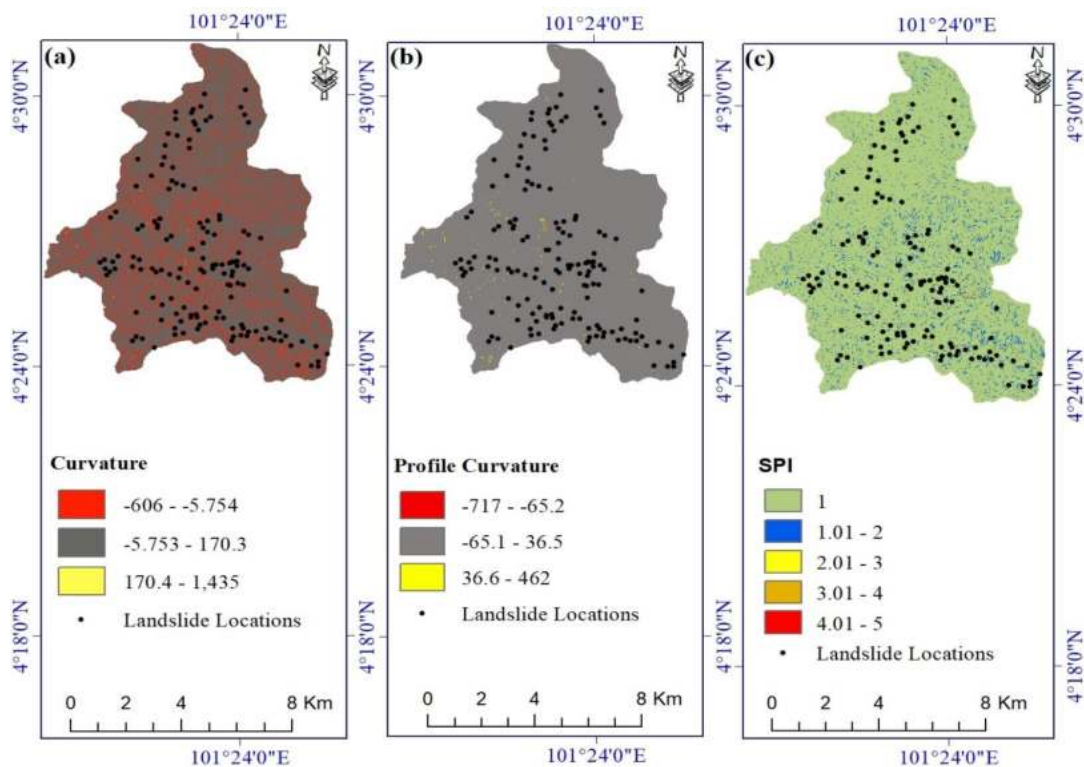 101°24'0"E
101°24'0"E
101°24'0"E
(a)
N
4°30'0"N
4°24'0"N
4°18'0"N
Curvature
-606 - -5.754
-5.753 - 170.3
170.4 - 1,435
Landslide Locations
0 2 4 8 Km
101°24'0"E
(b)
N
4°30'0"N
4°24'0"N
4°18'0"N
Profile Curvature
-717 - -65.2
-65.1 - 36.5
36.6 - 462
Landslide Locations
0 2 4 8 Km
101°24'0"E
(c)
N
4°30'0"N
4°24'0"N
4°18'0"N
SPI
1
1.01 - 2
2.01 - 3
3.01 - 4
4.01 - 5
Landslide Locations
0 2 4 8 Km
101°24'0"E